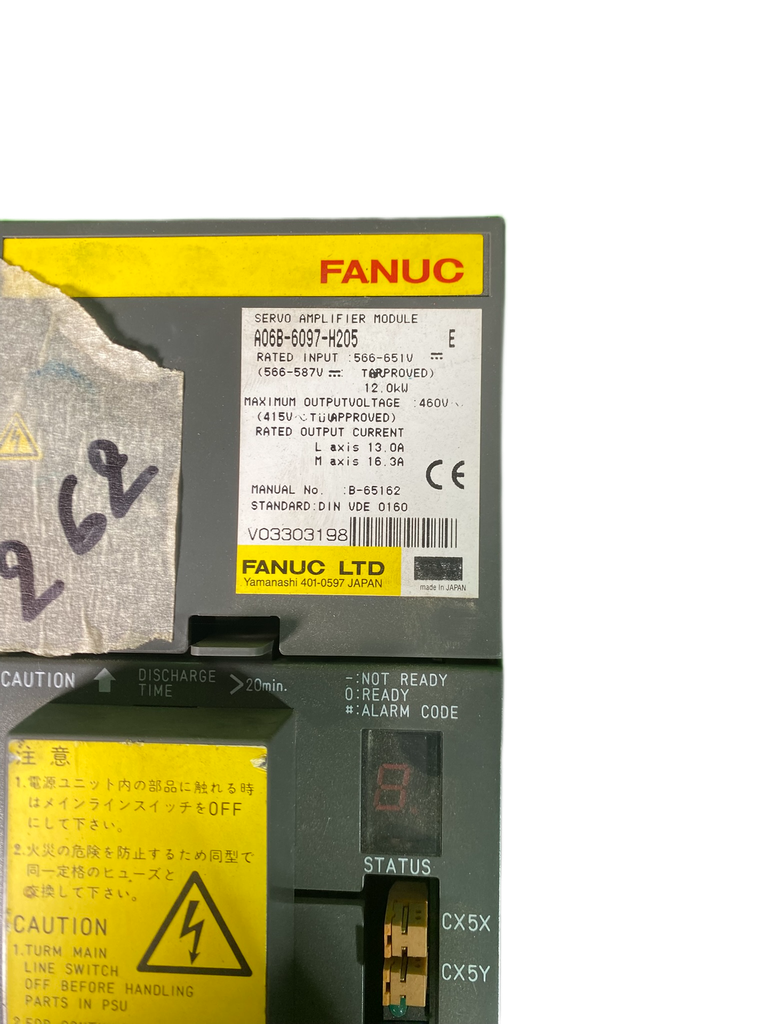 FANUC
SERVO AMPLIFIER MODULE
A06B-6097-H205 E
RATED INPUT :566-651V
(566-587V APPROVED)
12.0kW
MAXIMUM OUTPUTVOLTAGE :460V
(415V APPROVED)
RATED OUTPUT CURRENT
L axis 13.0A
M axis 16.3A
CE
MANUAL No. :B-65162
STANDARD:DIN VDE 0160
V03303198
FANUC LTD
Yamanashi 401-0597 JAPAN
made In JAPAN
262
CAUTION DISCHARGE TIME >20min.
-:NOT READY
0:READY
#:ALARM CODE
8
STATUS
CX5X
CX5Y
注意
1.電源ユニット内の部品に触れる時
はメインラインスイッチをOFF
にして下さい。
2.火災の危険を防止するため同型で
同一定格のヒューズと
交換して下さい。
CAUTION
1.TURM MAIN
LINE SWITCH
OFF BEFORE HANDLING
PARTS IN PSU